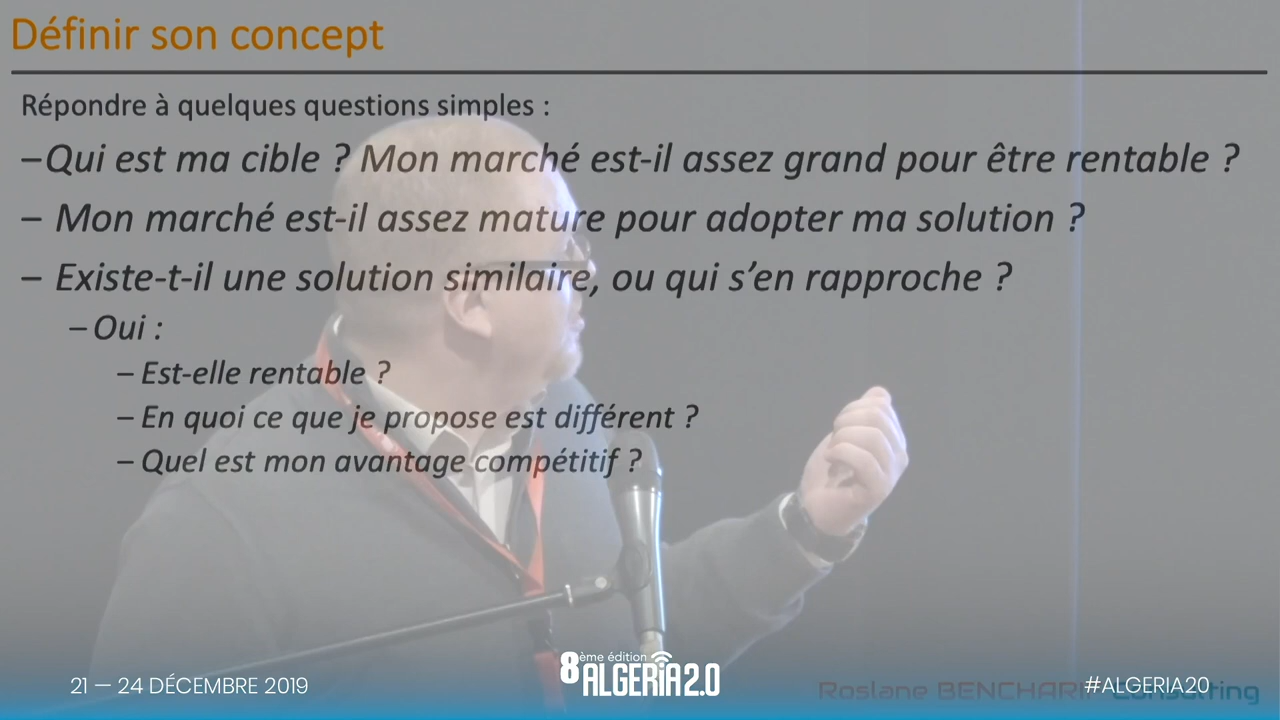 Définir son concept
Répondre à quelques questions simples :
–Qui est ma cible ? Mon marché est-il assez grand pour être rentable ?
– Mon marché est-il assez mature pour adopter ma solution ?
– Existe-t-il une solution similaire, ou qui s’en rapproche ?
– Oui :
– Est-elle rentable ?
– En quoi ce que je propose est différent ?
– Quel est mon avantage compétitif ?
21 — 24 DÉCEMBRE 2019
8ème édition
ALGERIA2.0
#ALGERIA20
Roslane Consulting